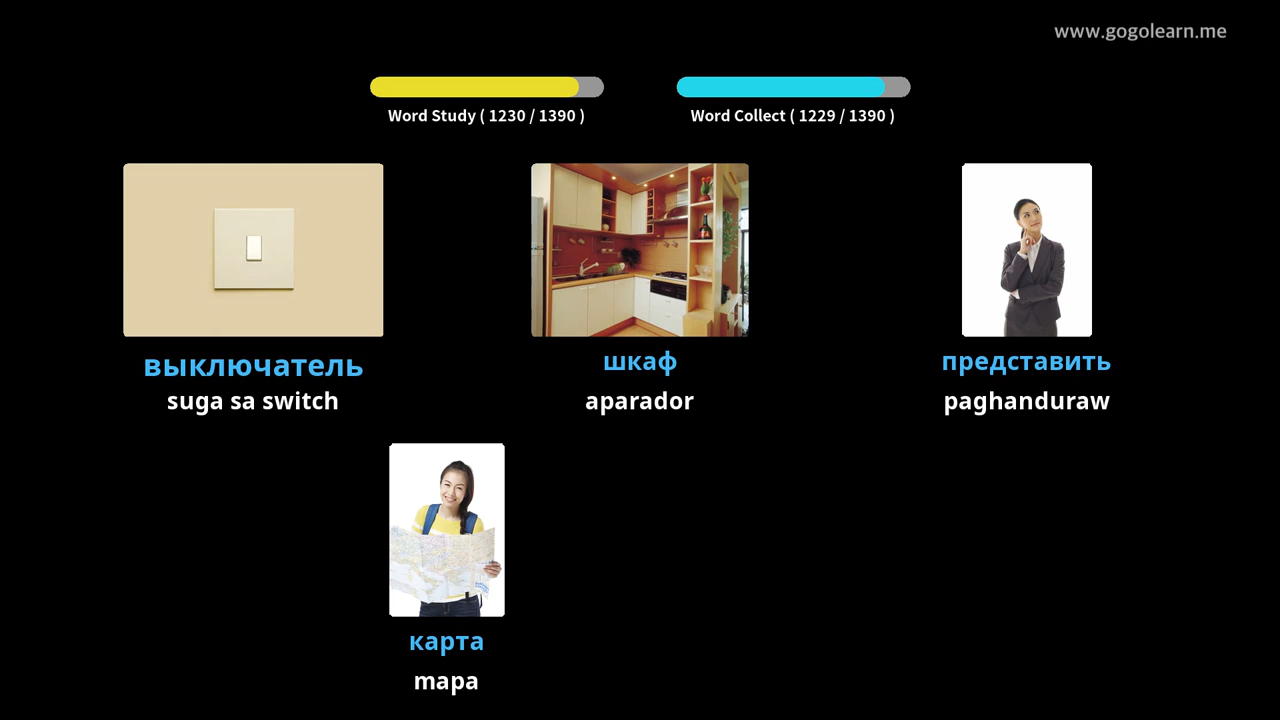 www.gogolearn.me
Word Study ( 1230 / 1390 )
Word Collect ( 1229 / 1390 )
выключатель
suga sa switch
шкаф
aparador
представить
paghanduraw
карта
mapa